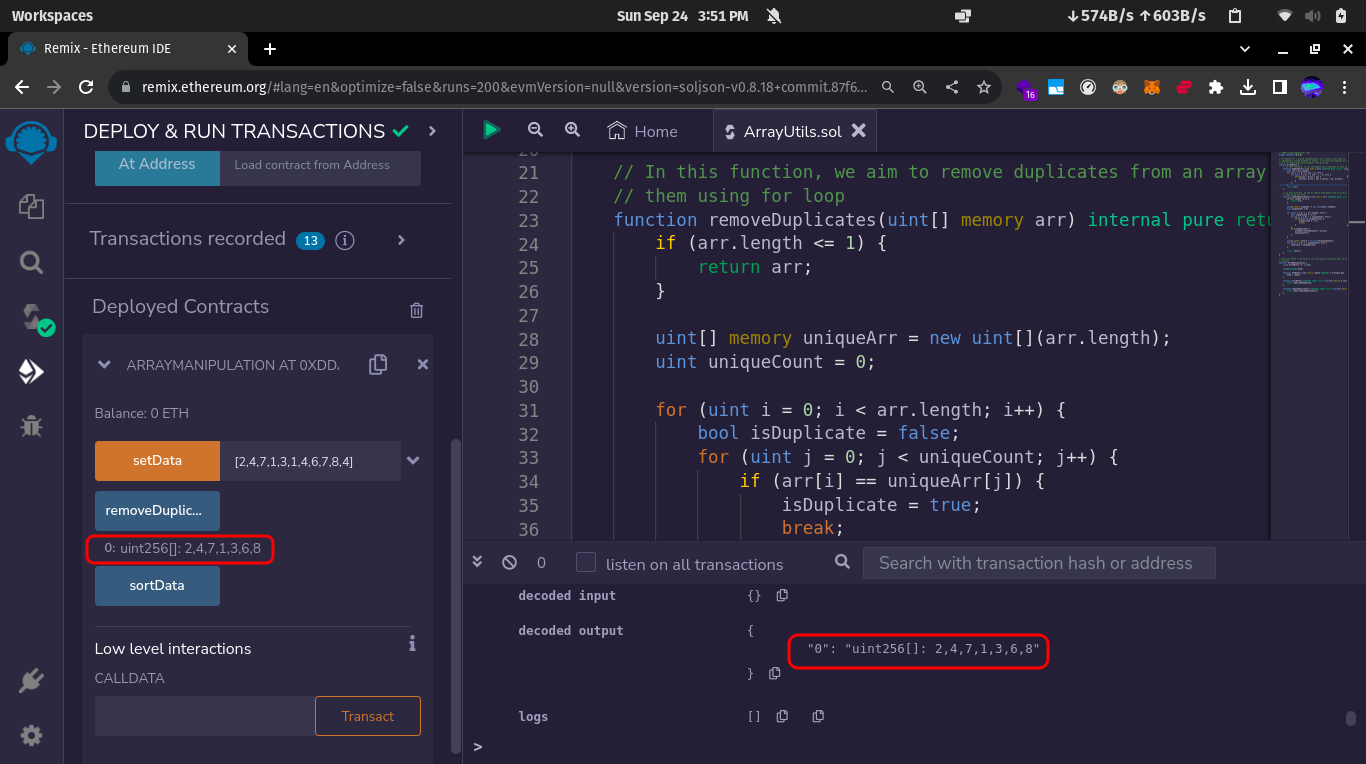 Workspaces
Sun Sep 24 3:51 PM
↓574B/s ↑603B/s
Remix - Ethereum IDE
remix.ethereum.org/#lang=en&optimize=false&runs=200&evmVersion=null&version=soljson-v0.8.18+commit.87f6...
16
DEPLOY & RUN TRANSACTIONS
At Address
Load contract from Address
Transactions recorded 13 i
Deployed Contracts
ARRAYMANIPULATION AT 0XDD
Balance: 0 ETH
setData
[2,4,7,1,3,1,4,6,7,8,4]
removeDuplic...
0: uint256[]: 2,4,7,1,3,6,8
sortData
Low level interactions
i
CALLDATA
Transact
Home
ArrayUtils.sol
20
21 // In this function, we aim to remove duplicates from an array
22 // them using for loop
23 function removeDuplicates(uint[] memory arr) internal pure retu
24 if (arr.length <= 1) {
25 return arr;
26 }
27
28 uint[] memory uniqueArr = new uint[](arr.length);
29 uint uniqueCount = 0;
30
31 for (uint i = 0; i < arr.length; i++) {
32 bool isDuplicate = false;
33 for (uint j = 0; j < uniqueCount; j++) {
34 if (arr[i] == uniqueArr[j]) {
35 isDuplicate = true;
36 break;
0
listen on all transactions
Search with transaction hash or address
decoded input {}
decoded output {
"0": "uint256[]: 2,4,7,1,3,6,8"
}
logs []
>